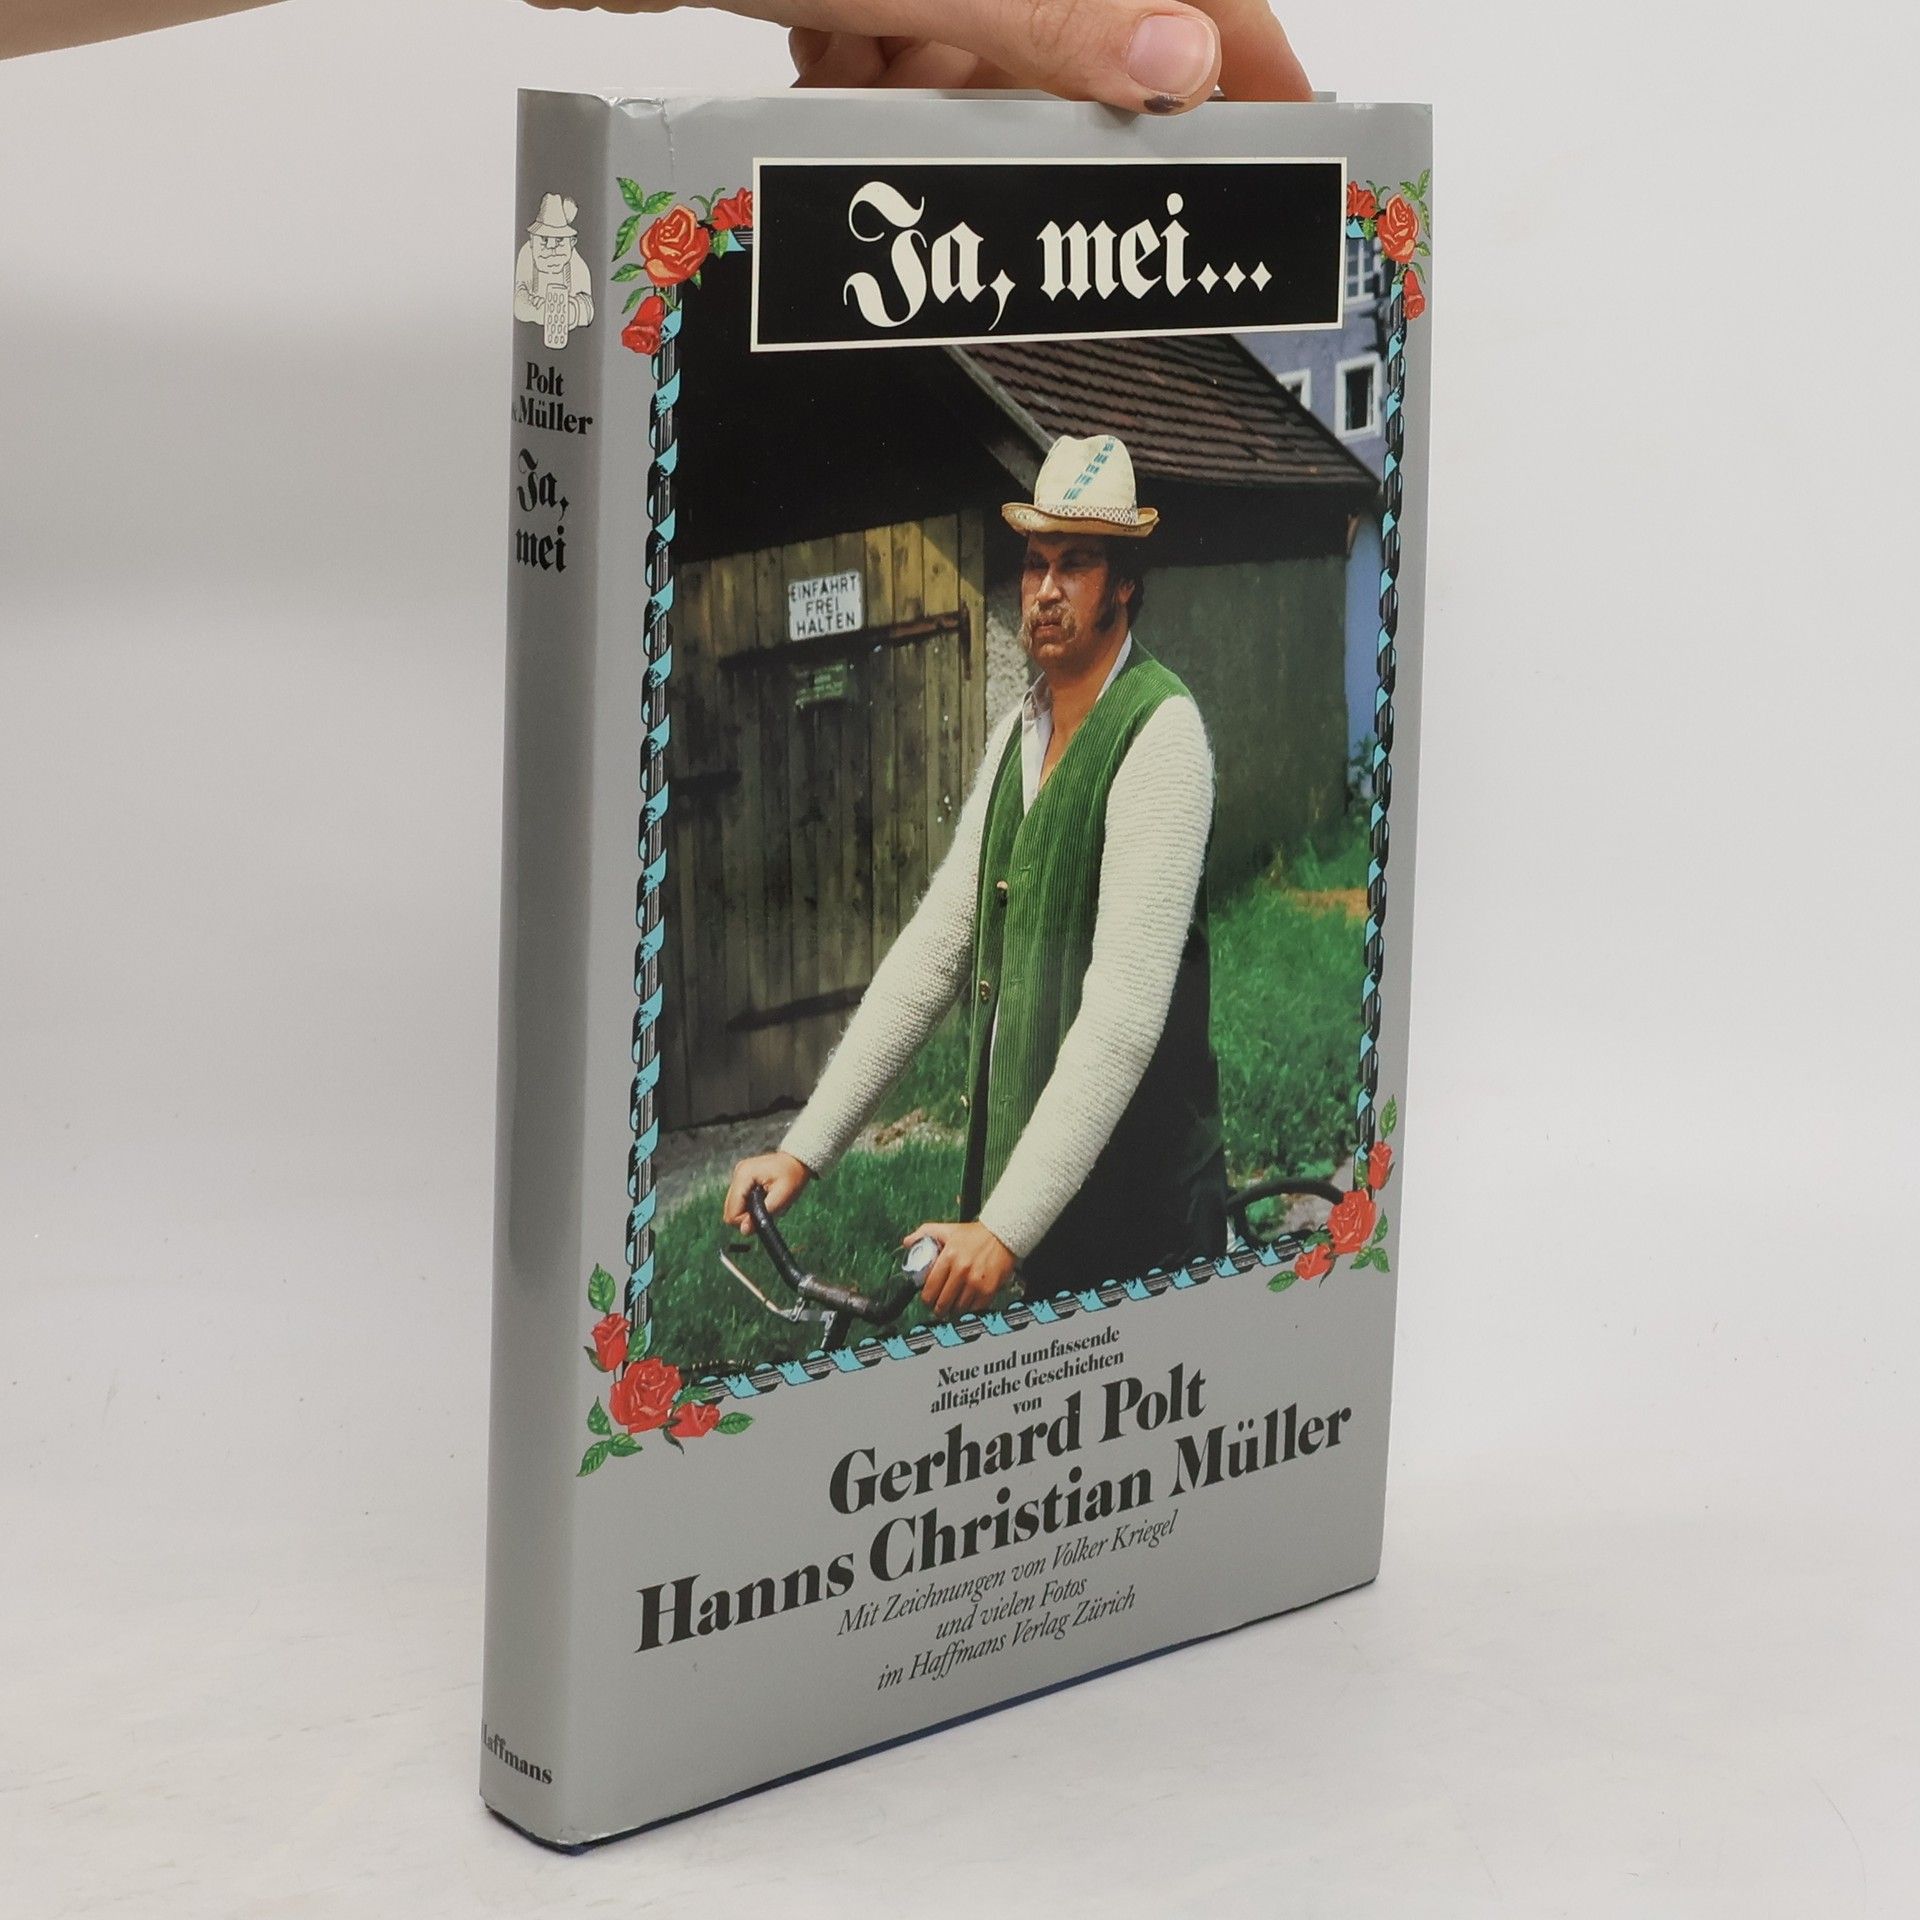 Polt
& Müller
Ja,
mei
Haffmans
Ja, mei...
EINFAHRT
FREI
HALTEN
Neue und umfassende
alltägliche Geschichten
von
Gerhard Polt
Hanns Christian Müller
Mit Zeichnungen von Volker Kriegel
und vielen Fotos
im Haffmans Verlag Zürich